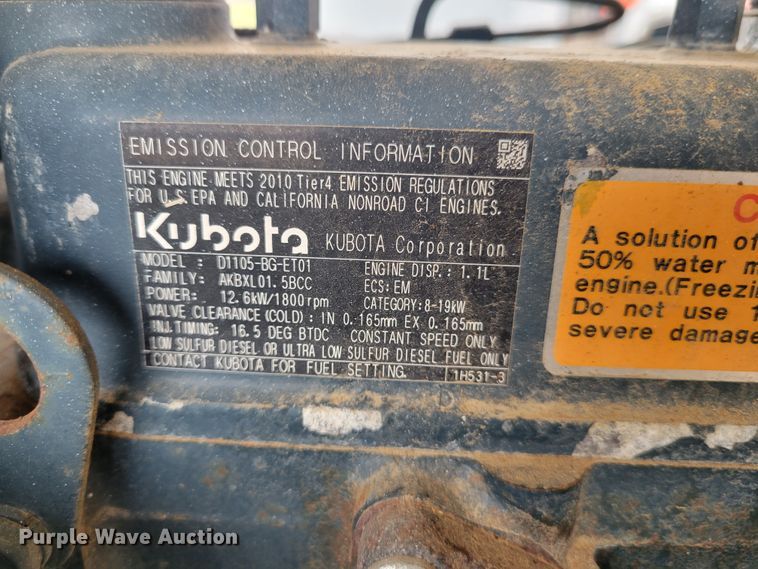 EMISSION CONTROL INFORMATION
THIS ENGINE MEETS 2010 Tier4 EMISSION REGULATIONS
FOR U.S. EPA AND CALIFORNIA NONROAD CI ENGINES.
Kubota KUBOTA Corporation
MODEL : D1105-BG-ET01 ENGINE DISP.: 1.1L
FAMILY: AKBXL01.5BCC ECS: EM
POWER: 12.6kW/1800rpm CATEGORY: 8-19kW
VALVE CLEARANCE (COLD) : IN 0.165mm EX 0.165mm
INJ.TIMING: 16.5 DEG BTDC CONSTANT SPEED ONLY
LOW SULFUR DIESEL OR ULTRA LOW SULFUR DIESEL FUEL ONLY
CONTACT KUBOTA FOR FUEL SETTING. 1H531-3
A solution of
50% water
engine.(Freezi
Do not use
severe damage
Purple Wave Auction